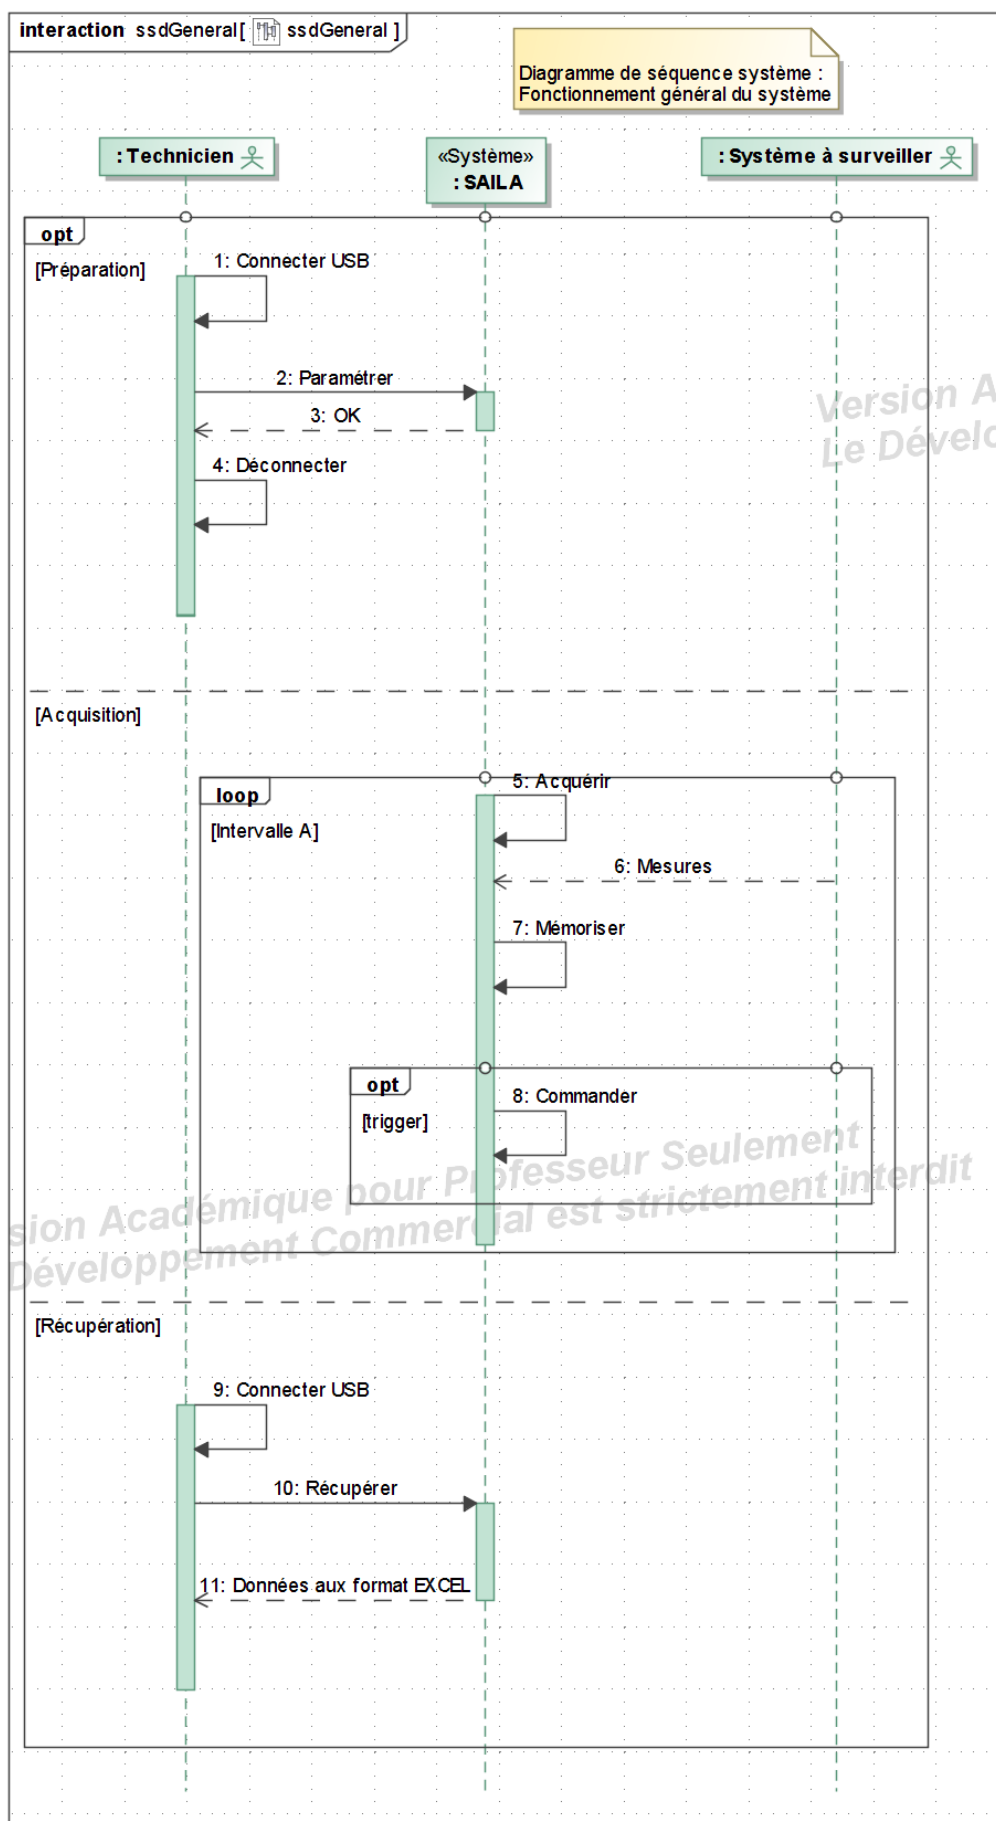 interaction ssdGeneral[ ssdGeneral ]
Diagramme de séquence système :
Fonctionnement général du système
: Technicien
«Système»
: SAILA
: Système à surveiller
opt
[Préparation]
1: Connecter USB
2: Paramétrer
3: OK
4: Déconnecter
Version A
Le Dévelo
[Acquisition]
loop
[Intervalle A]
5: Acquérir
6: Mesures
7: Mémoriser
opt
[trigger]
8: Commander
sion Académique pour Professeur Seulement
Développement Commercial est strictement interdit
[Récupération]
9: Connecter USB
10: Récupérer
11: Données aux format EXCEL